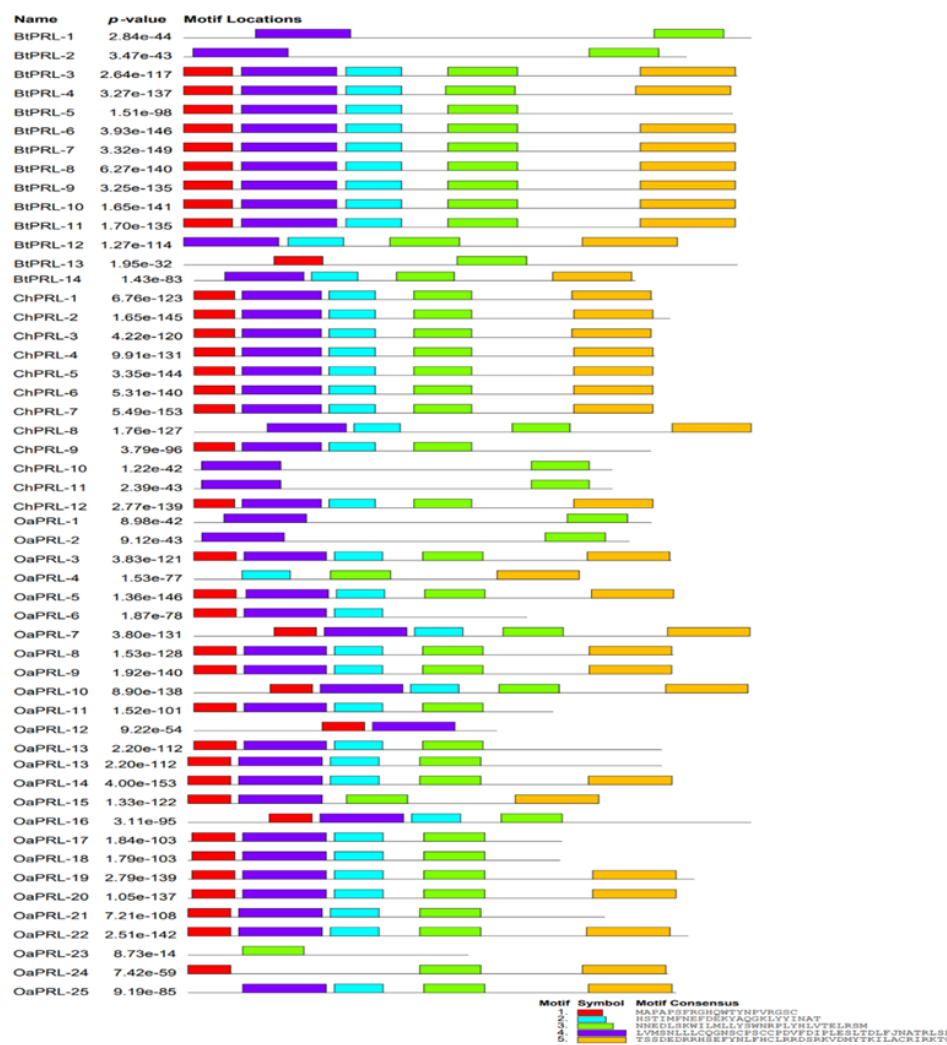 Name p-value Motif Locations
BtPRL-1 2.84e-44
BtPRL-2 3.47e-43
BtPRL-3 2.64e-117
BtPRL-4 3.27e-137
BtPRL-5 1.51e-98
BtPRL-6 3.93e-146
BtPRL-7 3.32e-149
BtPRL-8 6.27e-140
BtPRL-9 3.25e-135
BtPRL-10 1.65e-141
BtPRL-11 1.70e-135
BtPRL-12 1.27e-114
BtPRL-13 1.95e-32
BtPRL-14 1.43e-83
ChPRL-1 6.76e-123
ChPRL-2 1.65e-145
ChPRL-3 4.22e-120
ChPRL-4 9.91e-131
ChPRL-5 3.35e-144
ChPRL-6 5.31e-140
ChPRL-7 5.49e-153
ChPRL-8 1.76e-127
ChPRL-9 3.79e-96
ChPRL-10 1.22e-42
ChPRL-11 2.39e-43
ChPRL-12 2.77e-139
OaPRL-1 8.98e-42
OaPRL-2 9.12e-43
OaPRL-3 3.83e-121
OaPRL-4 1.53e-77
OaPRL-5 1.36e-146
OaPRL-6 1.87e-78
OaPRL-7 3.80e-131
OaPRL-8 1.53e-128
OaPRL-9 1.92e-140
OaPRL-10 8.90e-138
OaPRL-11 1.52e-101
OaPRL-12 9.22e-54
OaPRL-13 2.20e-112
OaPRL-13 2.20e-112
OaPRL-14 4.00e-153
OaPRL-15 1.33e-122
OaPRL-16 3.11e-95
OaPRL-17 1.84e-103
OaPRL-18 1.79e-103
OaPRL-19 2.79e-139
OaPRL-20 1.05e-137
OaPRL-21 7.21e-108
OaPRL-22 2.51e-142
OaPRL-23 8.73e-14
OaPRL-24 7.42e-59
OaPRL-25 9.19e-85
Motif Symbol Motif Consensus
1. MAPAPSFRGHQWTYNPVRGSC
2. HSTIMFNEFDEKYAQGKLYYINAT
3. NNEDLSKWILMLLYSWNRPLYHLVTELRSM
4. LVMSNLLLCQGNSCPSCCPDVFDIPLESLTDLFJNATRLSI
5. TSSDEDRRHSEFYNLFHCLRRDSRKVDMYTKILACRIRKT